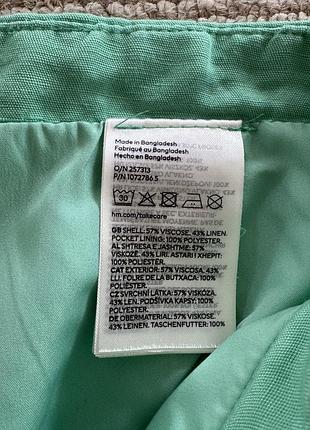 Made in Bangladesh
Fabriqué au Bangladesh
Hecho en Bangladesh
O/N 257313
P/N 1072786.5
30
hm.com/takecare
GB SHELL: 57% VISCOSE, 43% LINEN.
POCKET LINING: 100% POLYESTER.
AL SHTRESA E JASHTME: 57%
VISKOZË, 43% LIRI. ASTARI I XHEPIT:
100% POLIESTER.
CAT EXTERIOR: 57% VISCOSA, 43%
LLI. FOLRE DE LA BUTXACA: 100%
POLIÈSTER.
CZ SVRCHNÍ LÁTKA: 57% VISKÓZA,
43% LEN. PODŠÍVKA KAPSY: 100%
POLYESTER.
DE OBERMATERIAL: 57% VISKOSE,
43% LEINEN. TASCHENFUTTER: 100%